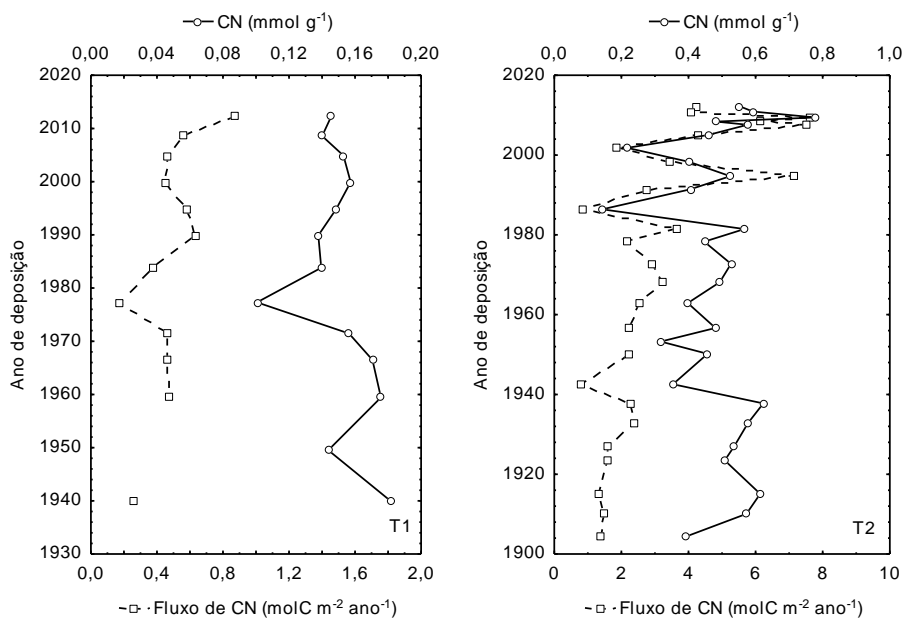 CN (mmol g⁻¹)
0,00 0,04 0,08 0,12 0,16 0,20
2020
2010
2000
1990
1980
1970
1960
1950
1940
1930
Ano de deposição
T1
0,0 0,4 0,8 1,2 1,6 2,0
Fluxo de CN (molC m⁻² ano⁻¹)
CN (mmol g⁻¹)
0,0 0,2 0,4 0,6 0,8 1,0
2020
2000
1980
1960
1940
1920
1900
Ano de deposição
T2
0 2 4 6 8 10
Fluxo de CN (molC m⁻² ano⁻¹)